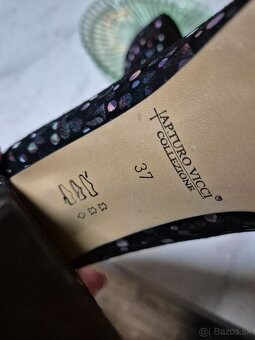 ARTURO VICCI
COLLEZIONE
37
Bazos.sk